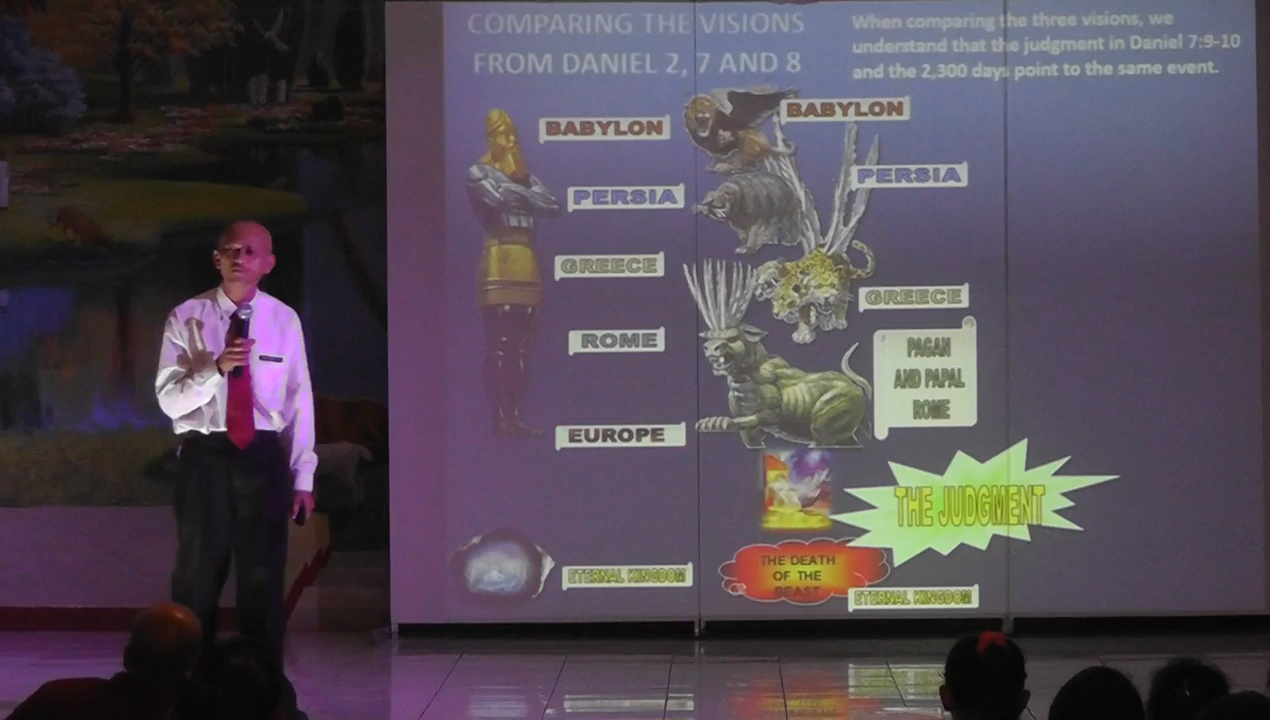 COMPARING THE VISIONS
FROM DANIEL 2, 7 AND 8
When comparing the three visions, we
understand that the judgment in Daniel 7:9-10
and the 2,300 days point to the same event.
BABYLON
PERSIA
GREECE
ROME
EUROPE
ETERNAL KINGDOM
BABYLON
PERSIA
GREECE
PAGAN
AND PAPAL
ROME
THE JUDGMENT
THE DEATH
OF THE
BEAST
ETERNAL KINGDOM